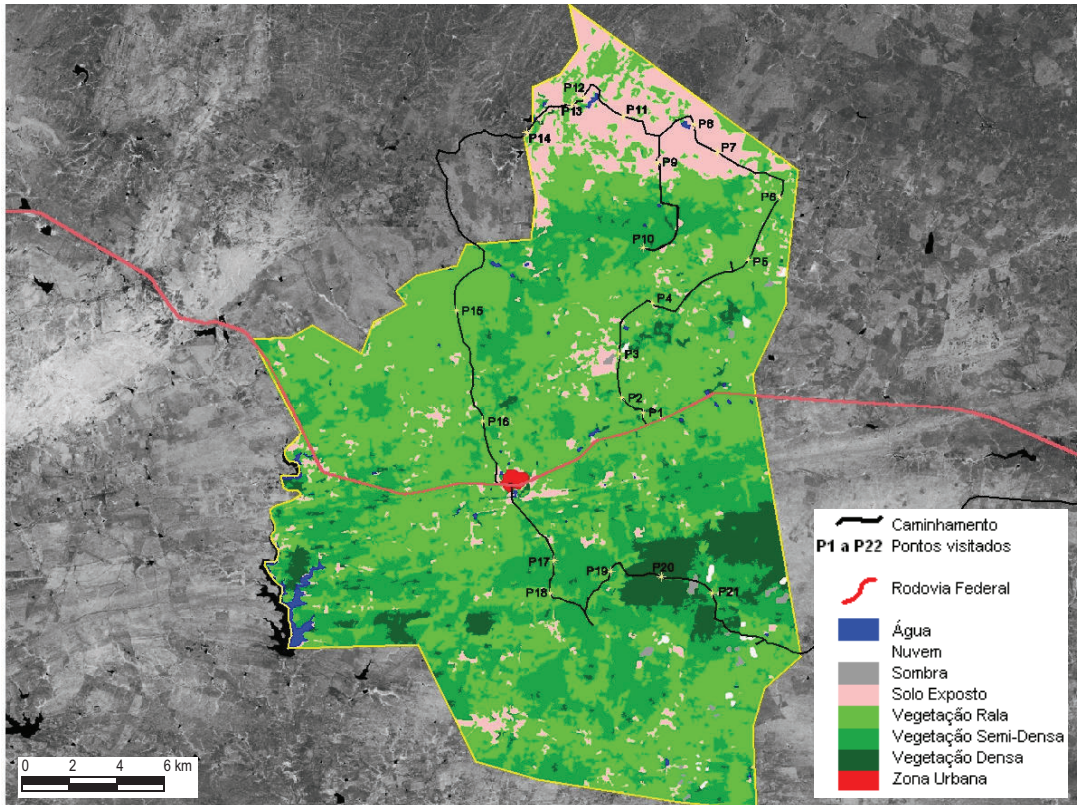 P12
P13
P11
P8
P14
P7
P9
P6
P10
P5
P4
P15
P3
P2
P1
P16
P17
P18
P19
P20
P21
Caminhamento
P1 a P22 Pontos visitados
Rodovia Federal
Água
Nuvem
Sombra
Solo Exposto
Vegetação Rala
Vegetação Semi-Densa
Vegetação Densa
Zona Urbana
0 2 4 6 km